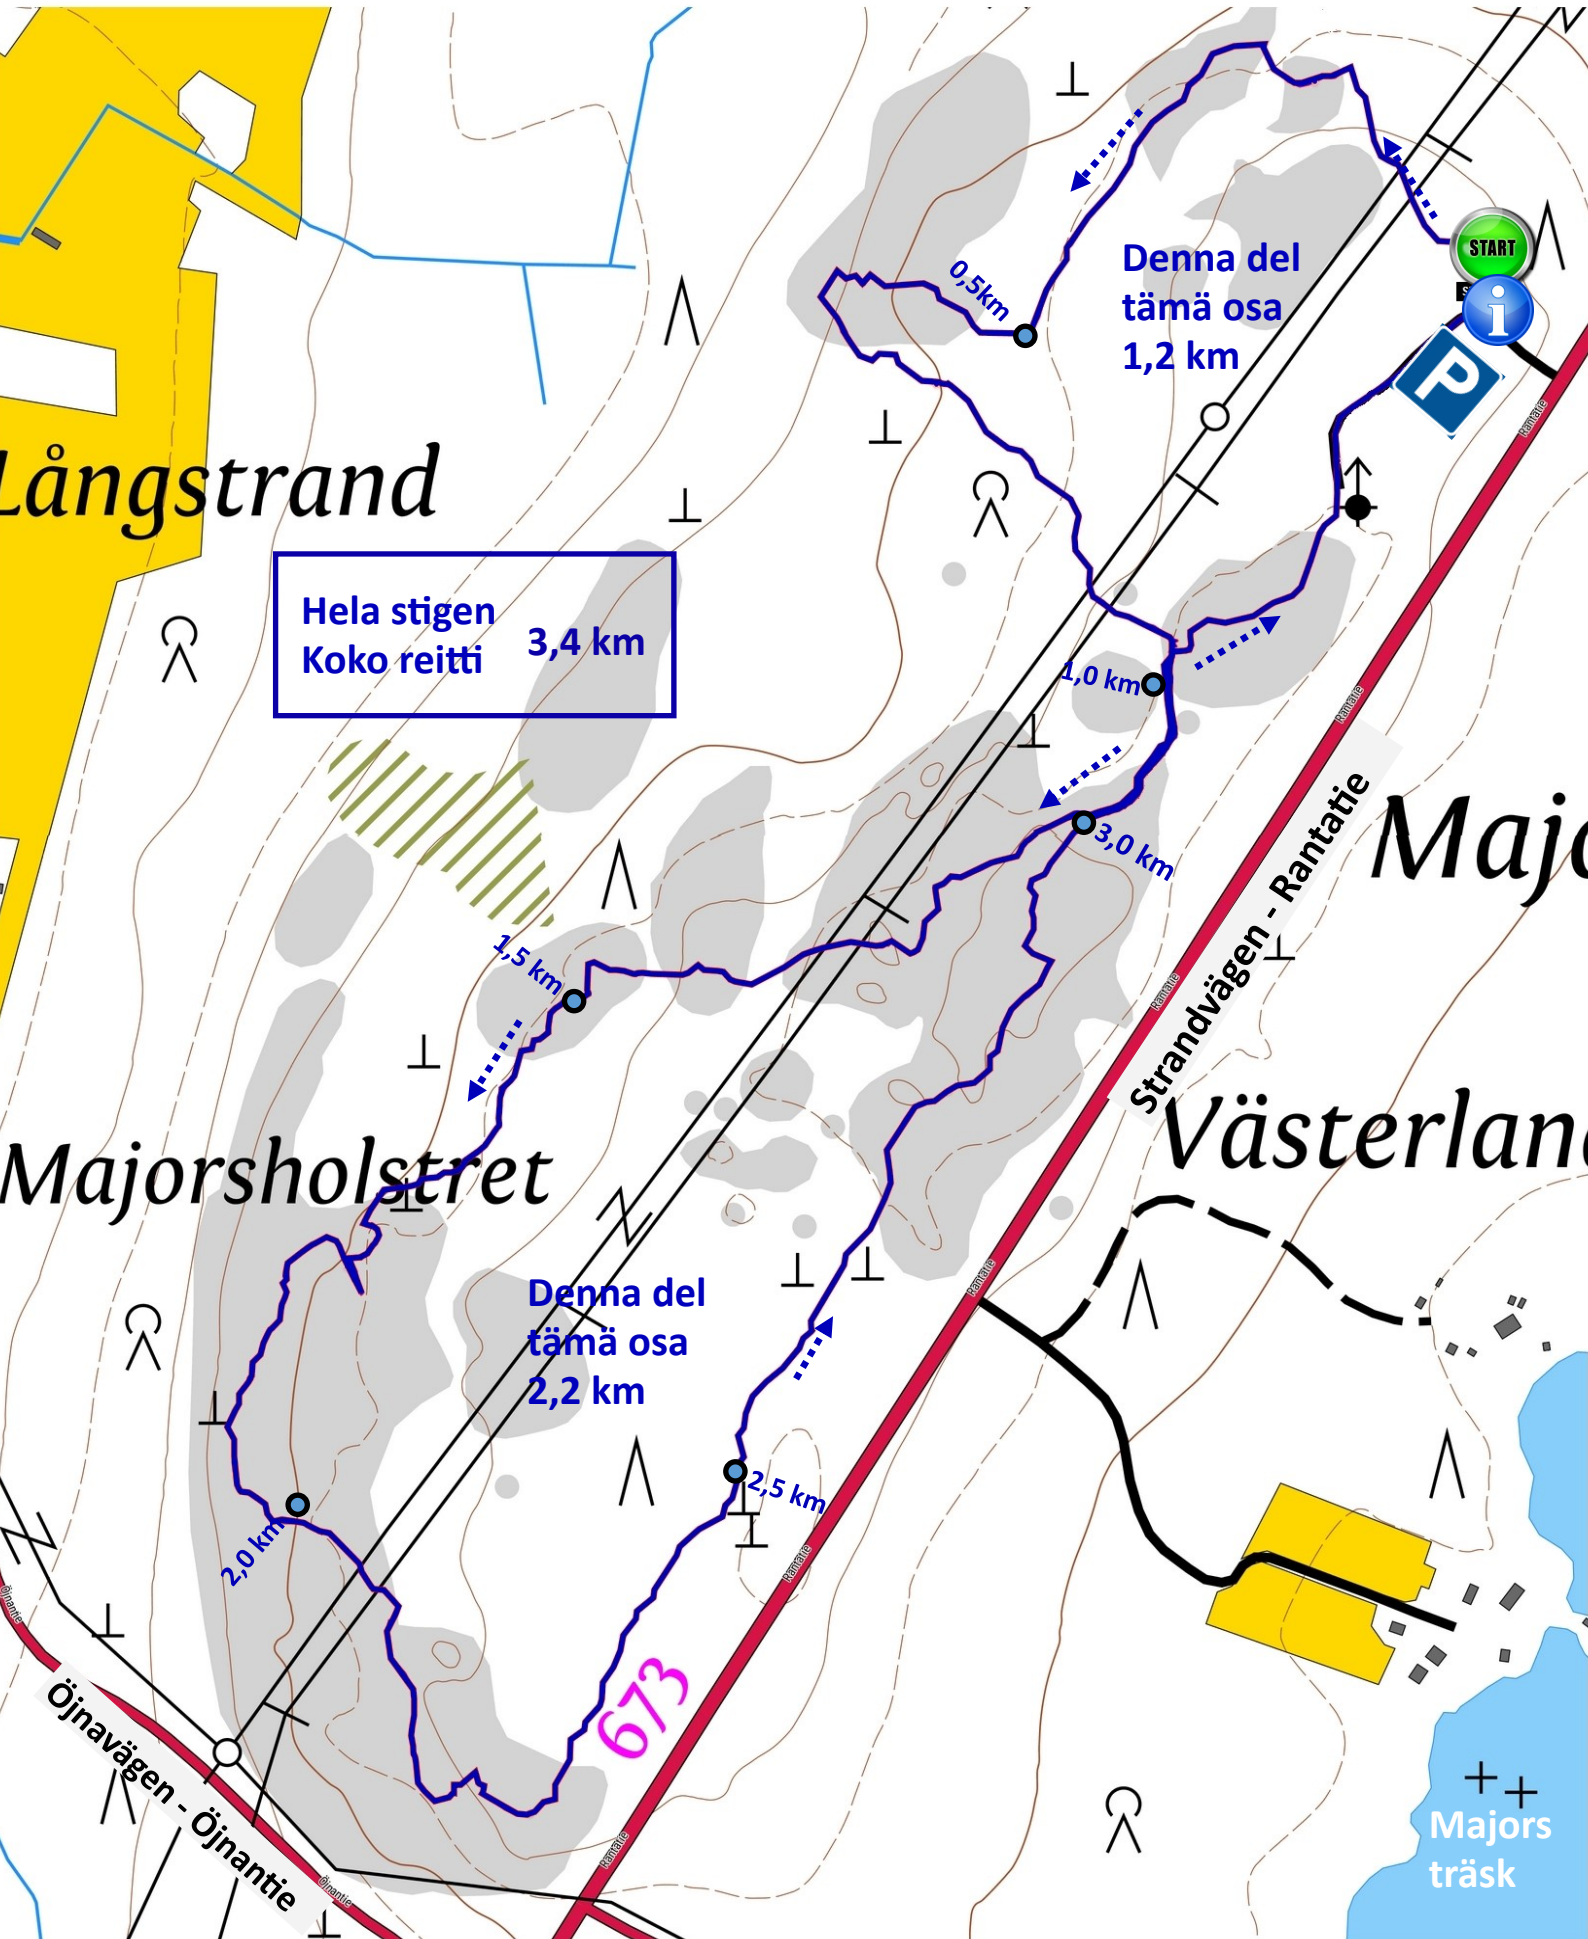 START
i
P
0,5km
Denna del
tämä osa
1,2 km
Rantatie
Långstrand
Hela stigen
Koko reitti
3,4 km
1,0 km
Rantatie
3,0 km
Strandvägen - Rantatie
Majo
1,5 km
Rantatie
Västerlan
Majorsholstret
Denna del
tämä osa
2,2 km
Rantatie
2,5 km
2,0 km
Rantatie
Öjnantie
673
Öjnavägen - Öjnantie
Rantatie
Öjnantie
Majors
träsk